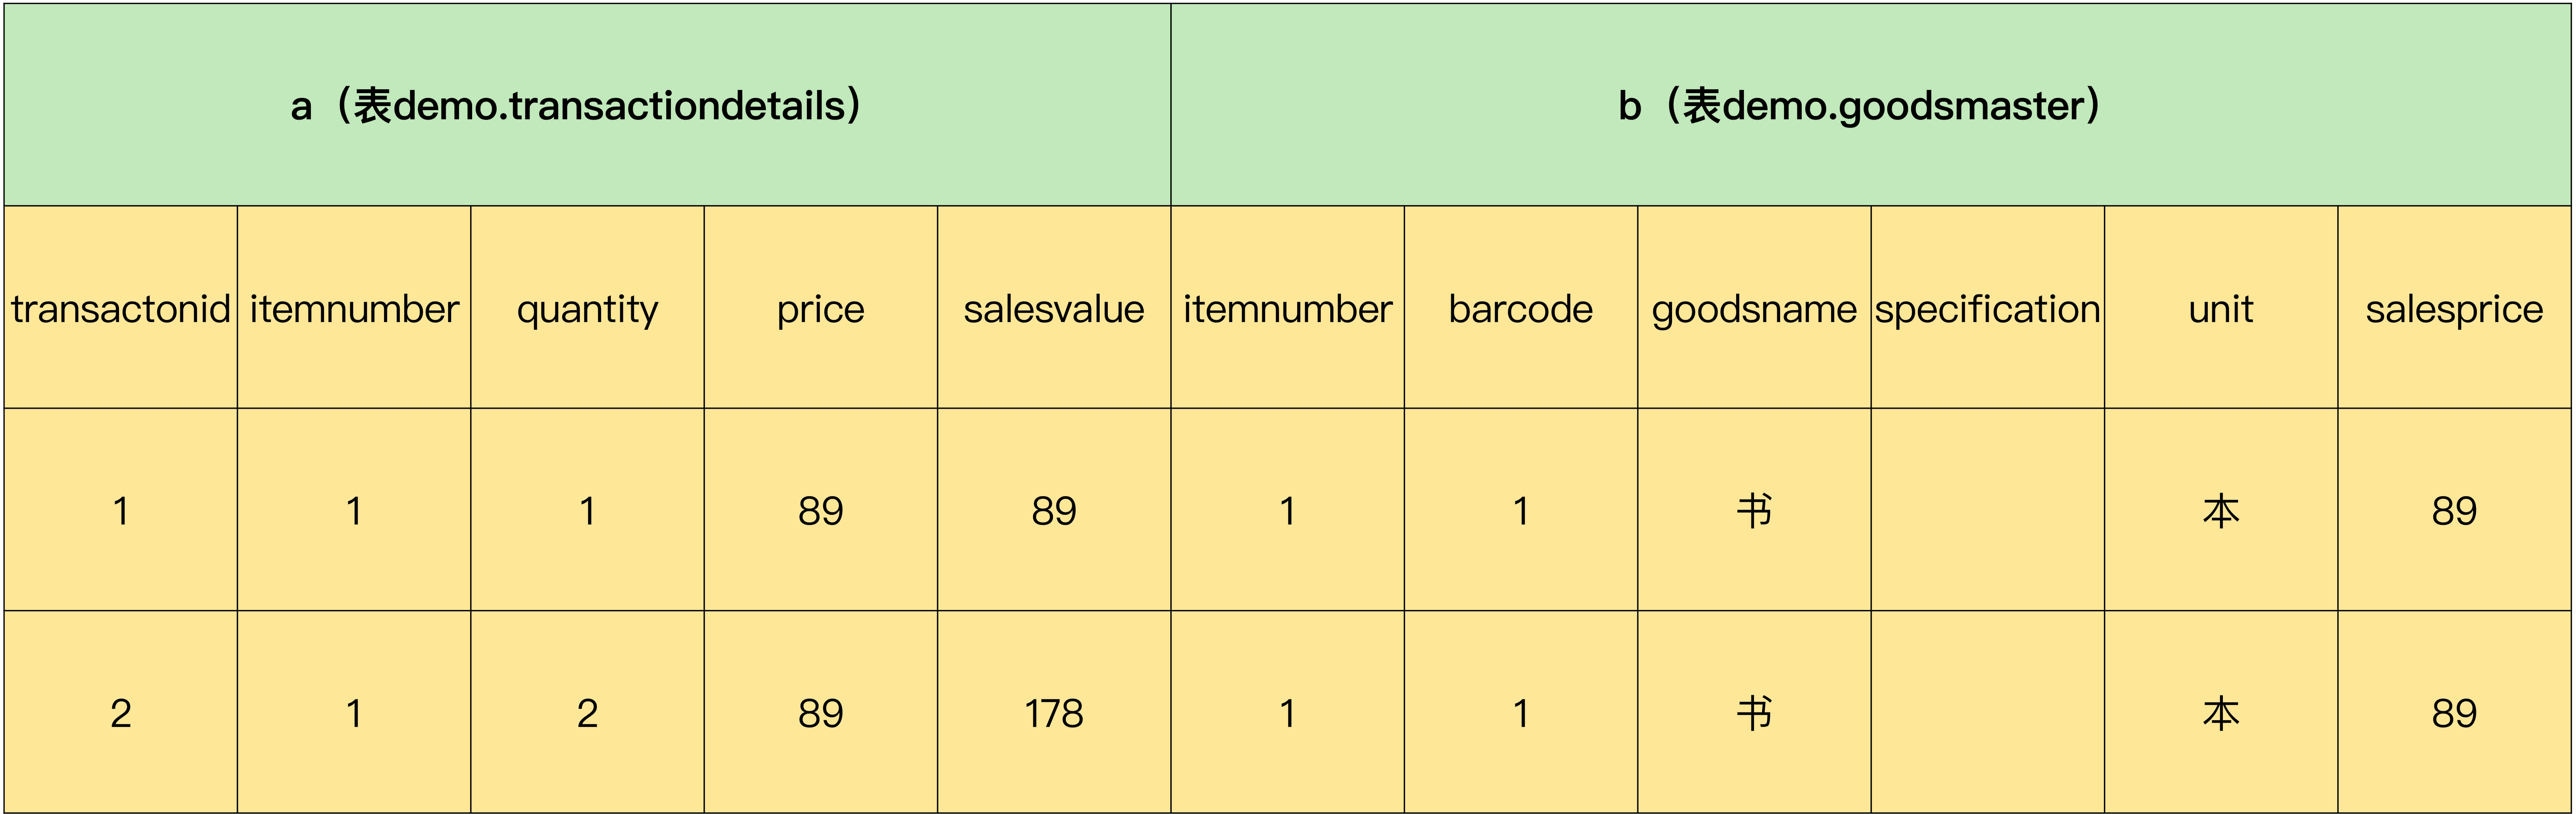 a（表demo.transactiondetails） b（表demo.goodsmaster）
transactonid itemnumber quantity price salesvalue itemnumber barcode goodsname specification unit salesprice
1 1 1 89 89 1 1 书 本 89
2 1 2 89 178 1 1 书 本 89